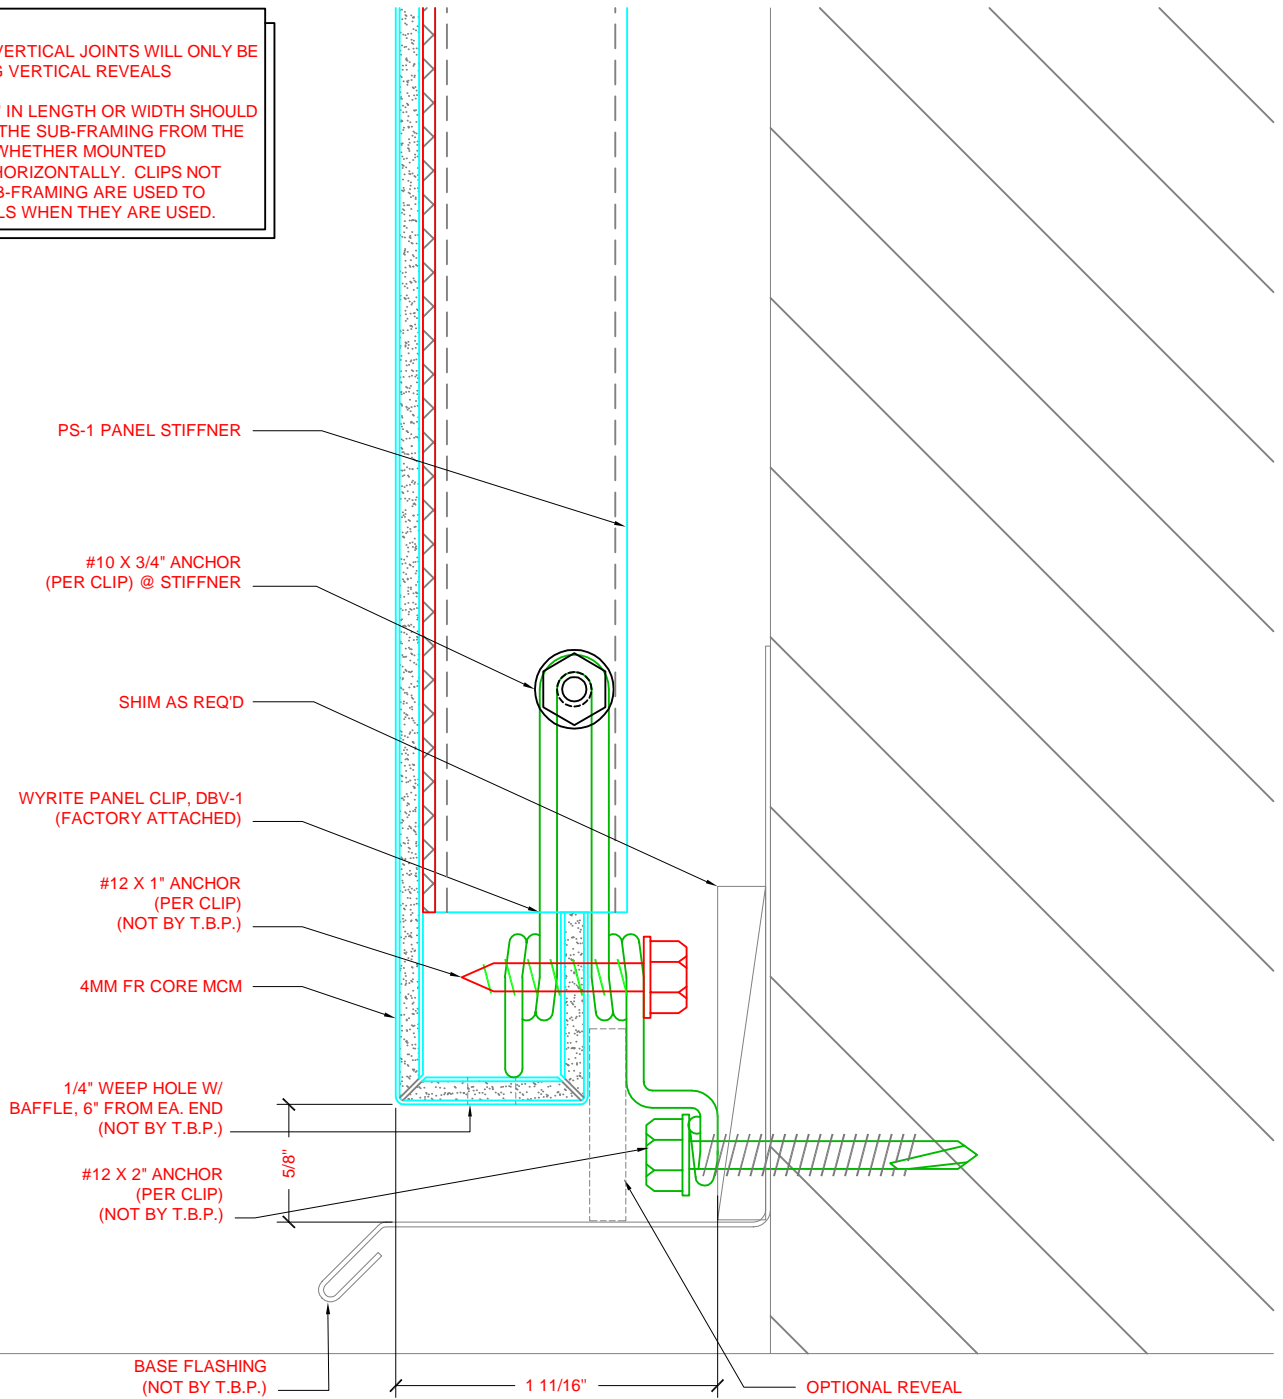 VERTICAL JOINTS WILL ONLY BE
VERTICAL REVEALS
IN LENGTH OR WIDTH SHOULD
THE SUB-FRAMING FROM THE
WHETHER MOUNTED
HORIZONTALLY. CLIPS NOT
B-FRAMING ARE USED TO
LS WHEN THEY ARE USED.
PS-1 PANEL STIFFNER
#10 X 3/4" ANCHOR
(PER CLIP) @ STIFFNER
SHIM AS REQ'D
WYRITE PANEL CLIP, DBV-1
(FACTORY ATTACHED)
#12 X 1" ANCHOR
(PER CLIP)
(NOT BY T.B.P.)
4MM FR CORE MCM
1/4" WEEP HOLE W/
BAFFLE, 6" FROM EA. END
(NOT BY T.B.P.)
5/8"
#12 X 2" ANCHOR
(PER CLIP)
(NOT BY T.B.P.)
BASE FLASHING
(NOT BY T.B.P.)
1 11/16"
OPTIONAL REVEAL